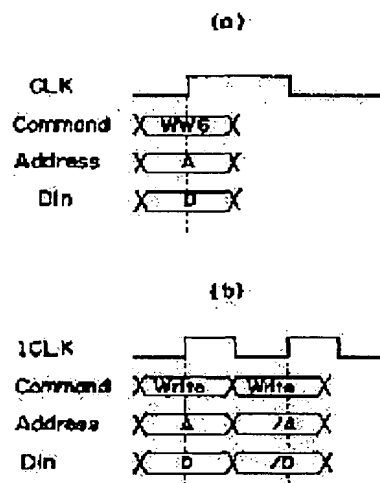 (a)
CLK
Command WW6
Address A
Din D
(b)
1CLK
Command Write Write
Address A /A
Din D /D